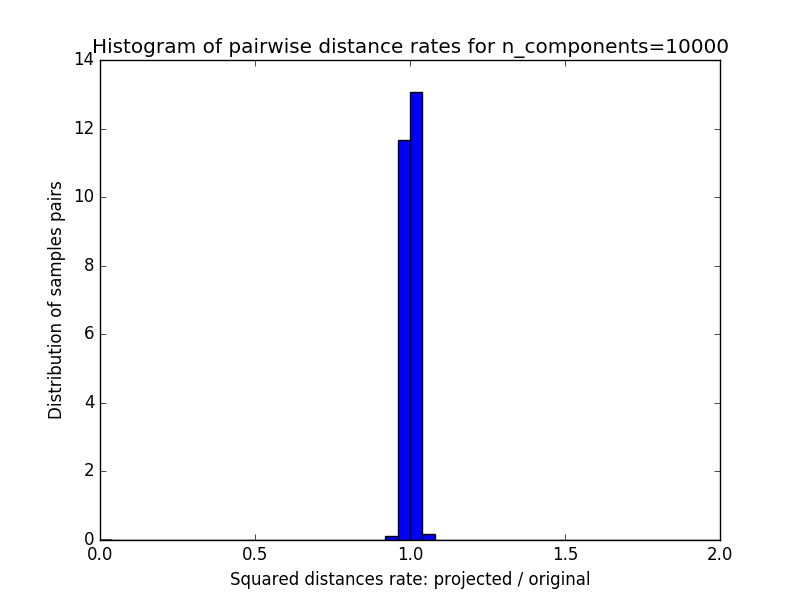 Histogram of pairwise distance rates for n_components=10000
14
12
10
8
6
4
2
0
Distribution of samples pairs
0.0 0.5 1.0 1.5 2.0
Squared distances rate: projected / original